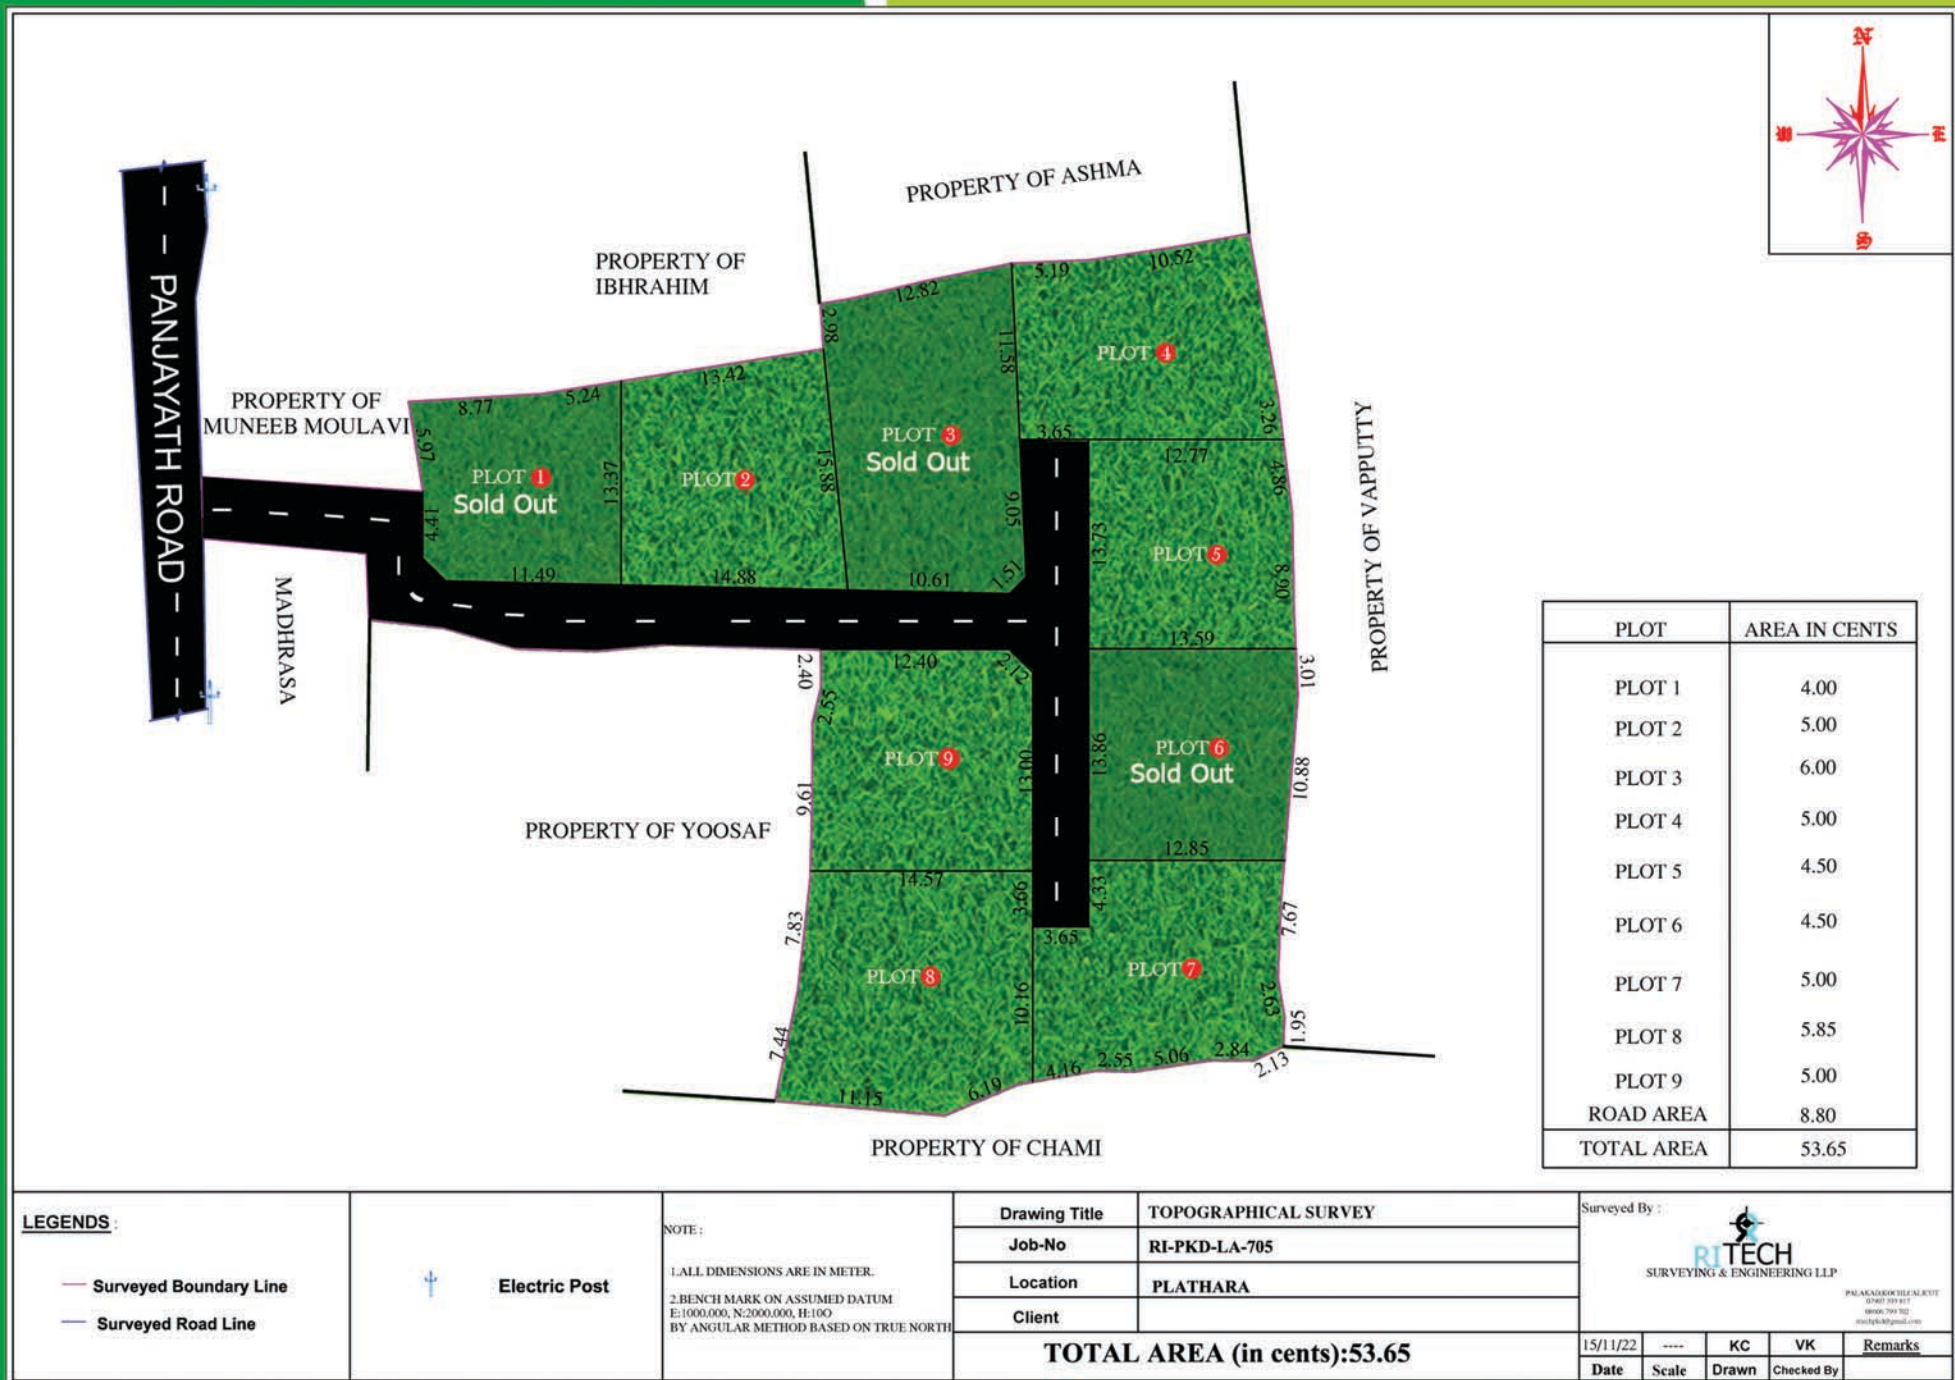 N
W
E
S
PROPERTY OF ASHMA
PROPERTY OF
IBHRAHIM
PANJAYATH ROAD
PROPERTY OF
MUNEEB MOULAVI
MADHRASA
PROPERTY OF VAPPUTITY
PROPERTY OF YOOSAF
PROPERTY OF CHAMI
12.82
5.19
10.52
2.98
11.58
PLOT 4
13.42
5.24
8.77
3.26
5.97
PLOT 3
Sold Out
3.65
12.77
4.86
PLOT 1
Sold Out
13.37
PLOT 2
15.88
9.05
4.41
13.73
PLOT 5
8.90
11.49
14.88
10.61
1.51
13.59
12.40
2.12
2.40
3.01
2.55
PLOT 9
13.00
13.86
PLOT 6
Sold Out
10.88
9.61
12.85
14.57
3.66
4.33
7.83
3.65
7.67
PLOT 8
PLOT 7
10.16
2.63
1.95
7.44
11.15
6.19
4.16
2.55
5.06
2.84
2.13
PLOT AREA IN CENTS
PLOT 1 4.00
PLOT 2 5.00
PLOT 3 6.00
PLOT 4 5.00
PLOT 5 4.50
PLOT 6 4.50
PLOT 7 5.00
PLOT 8 5.85
PLOT 9 5.00
ROAD AREA 8.80
TOTAL AREA 53.65
LEGENDS :
Surveyed Boundary Line
Surveyed Road Line
Electric Post
NOTE :
1.ALL DIMENSIONS ARE IN METER.
2.BENCH MARK ON ASSUMED DATUM
E:1000.000, N:2000.000, H:10O
BY ANGULAR METHOD BASED ON TRUE NORTH
Drawing Title TOPOGRAPHICAL SURVEY
Job-No RI-PKD-LA-705
Location PLATHARA
Client
TOTAL AREA (in cents):53.65
Surveyed By :
RITECH
SURVEYING & ENGINEERING LLP
15/11/22 ---- KC VK Remarks
Date Scale Drawn Checked By